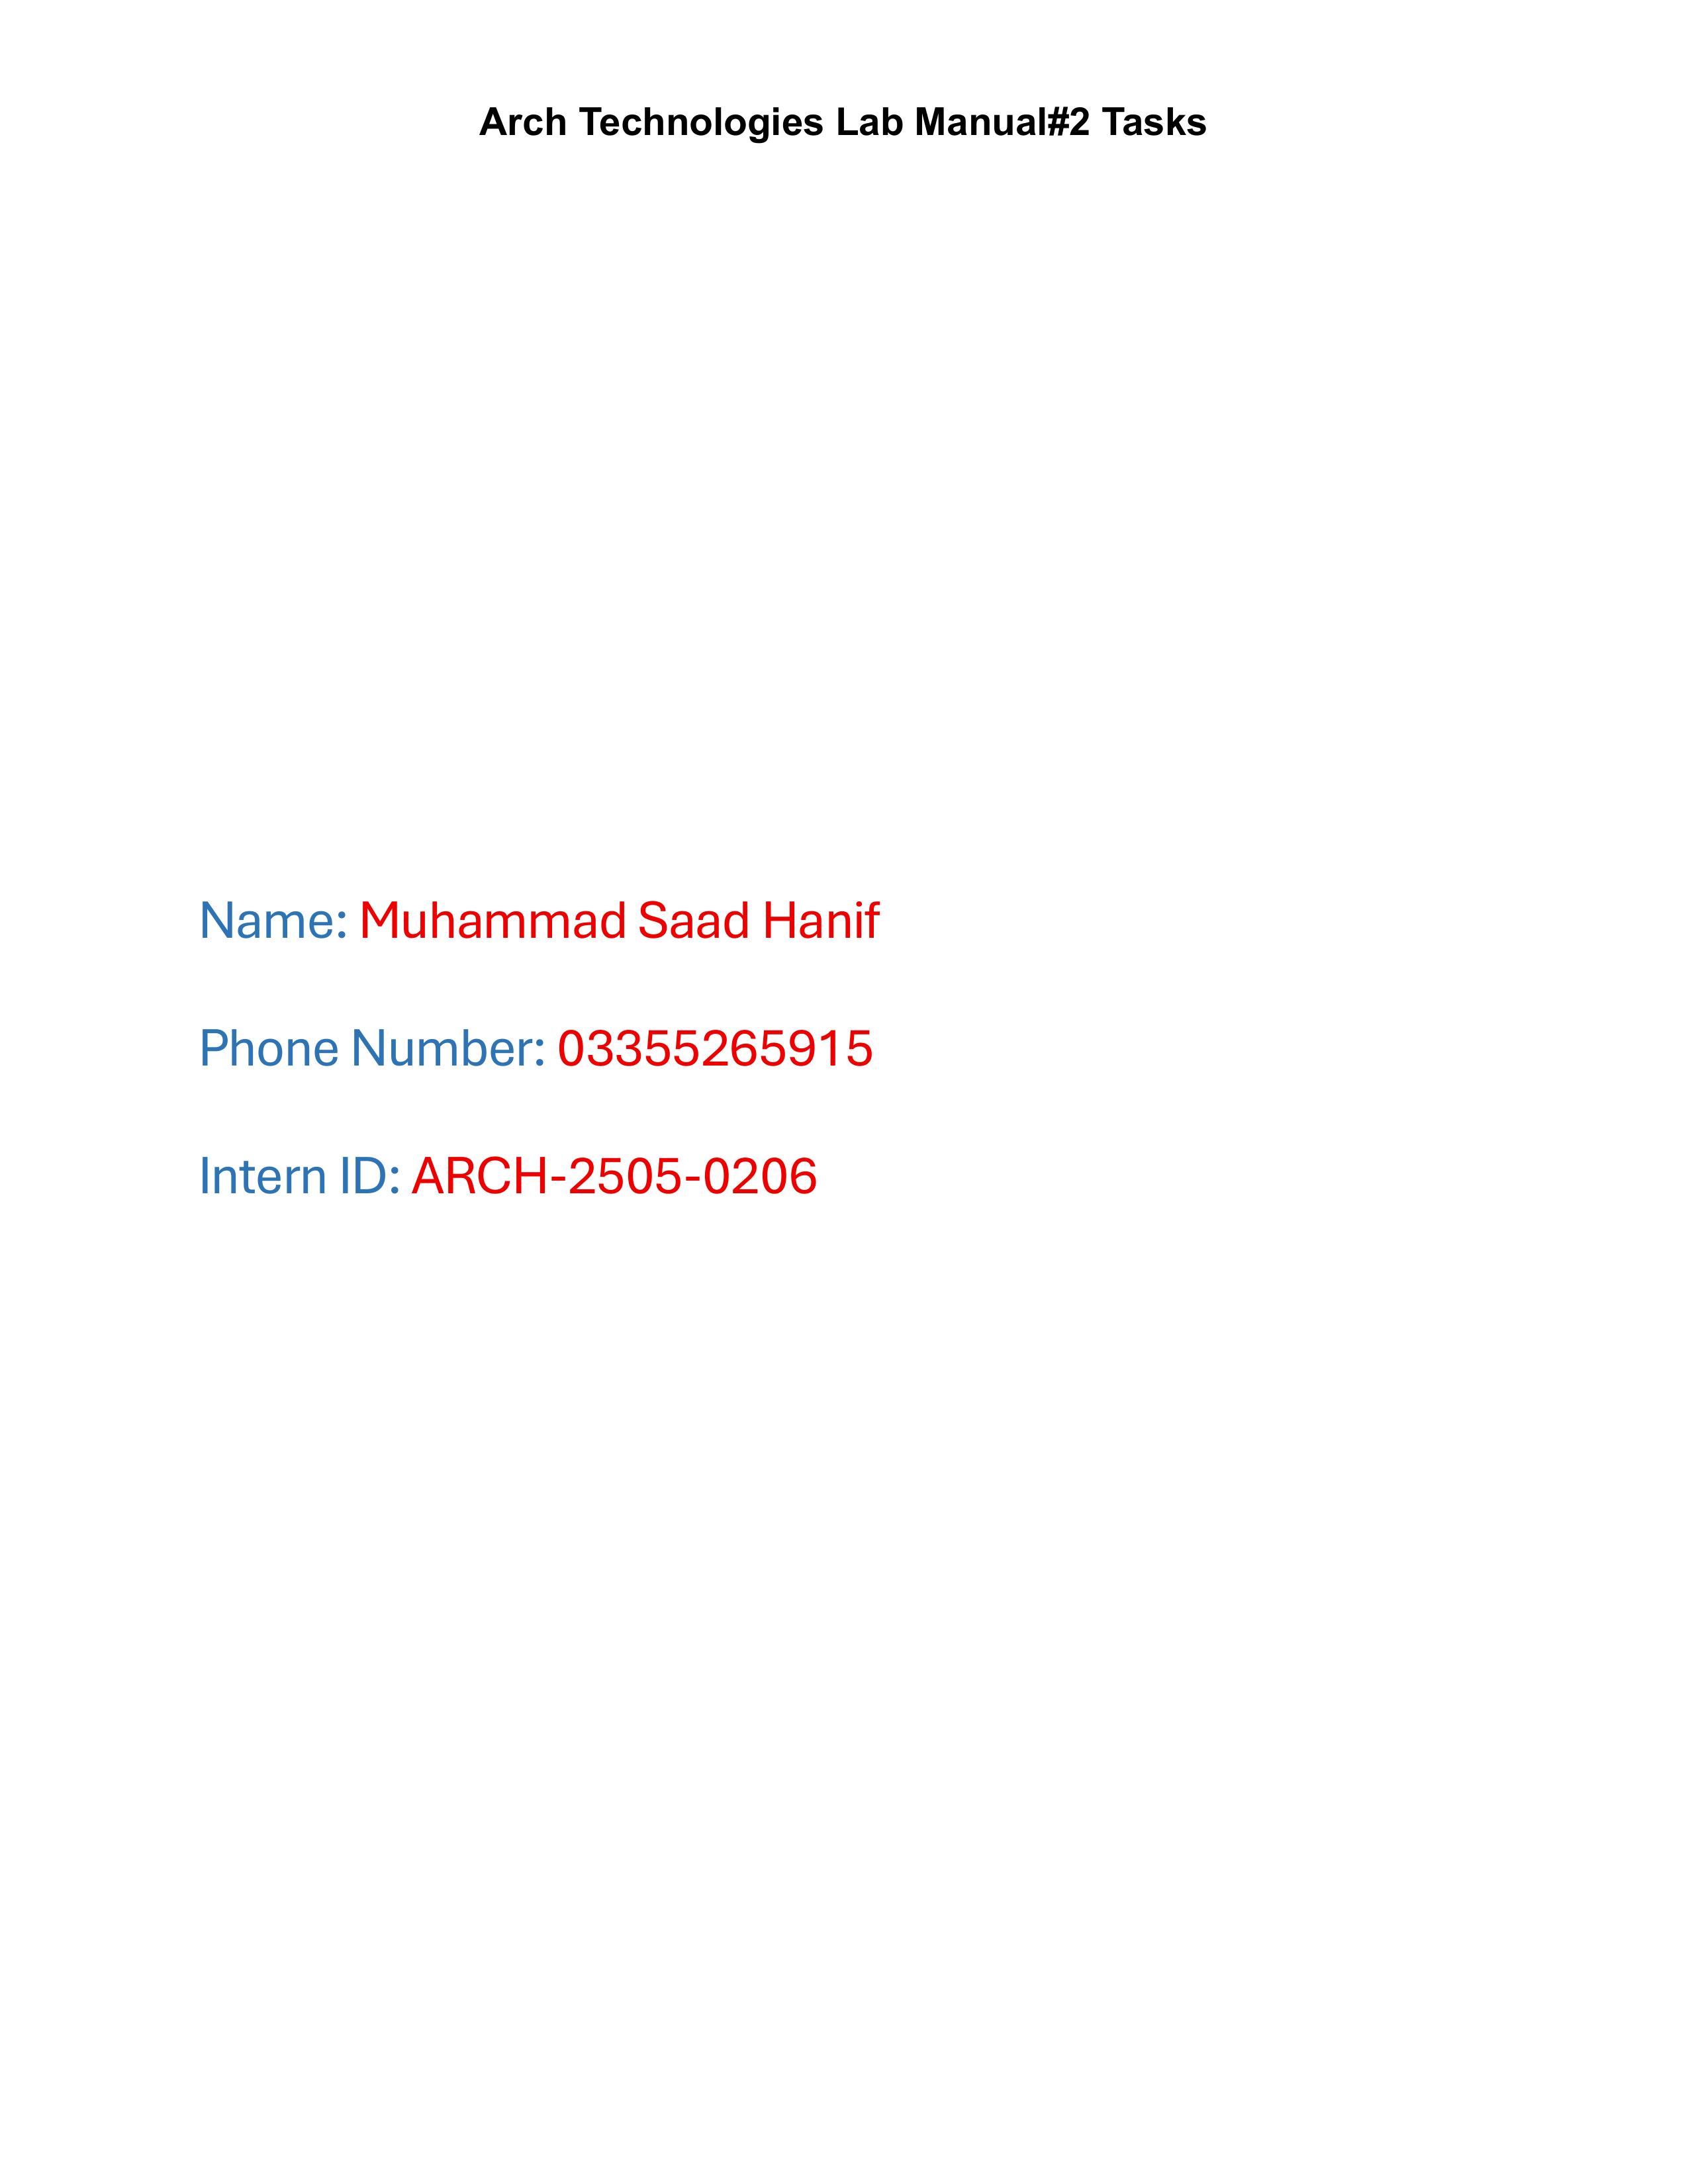 Arch Technologies Lab Manual#2 Tasks
Name: Muhammad Saad Hanif
Phone Number: 03355265915
Intern ID: ARCH-2505-0206